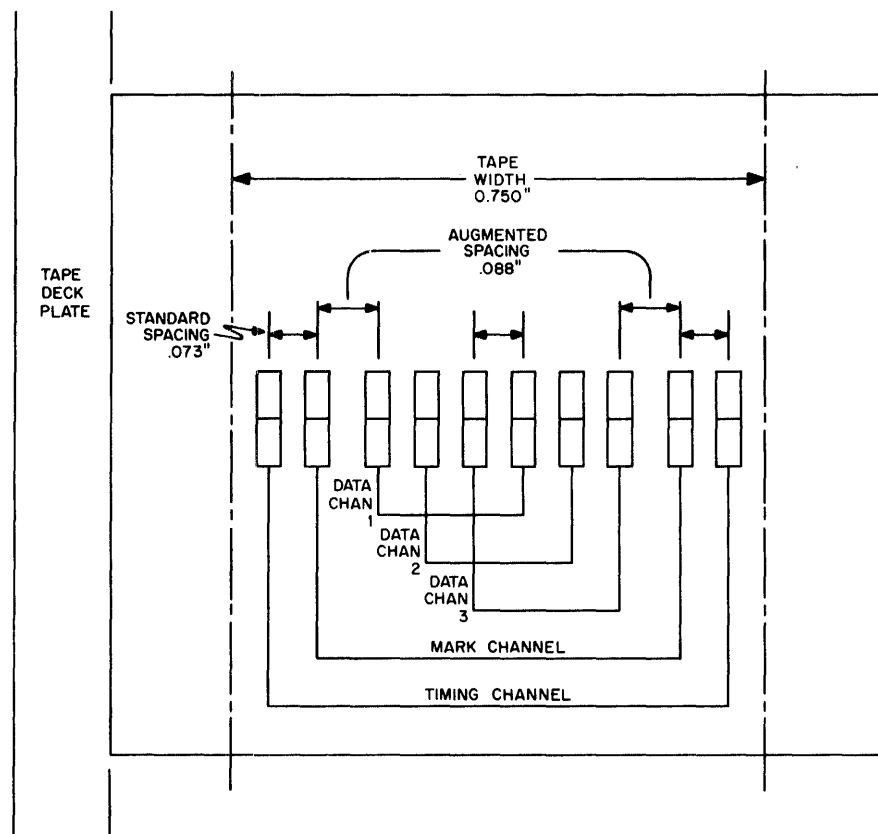 TAPE
WIDTH
0.750"
AUGMENTED
SPACING
.088"
TAPE
DECK
PLATE
STANDARD
SPACING
.073"
DATA
CHAN
1
DATA
CHAN
2
DATA
CHAN
3
MARK CHANNEL
TIMING CHANNEL